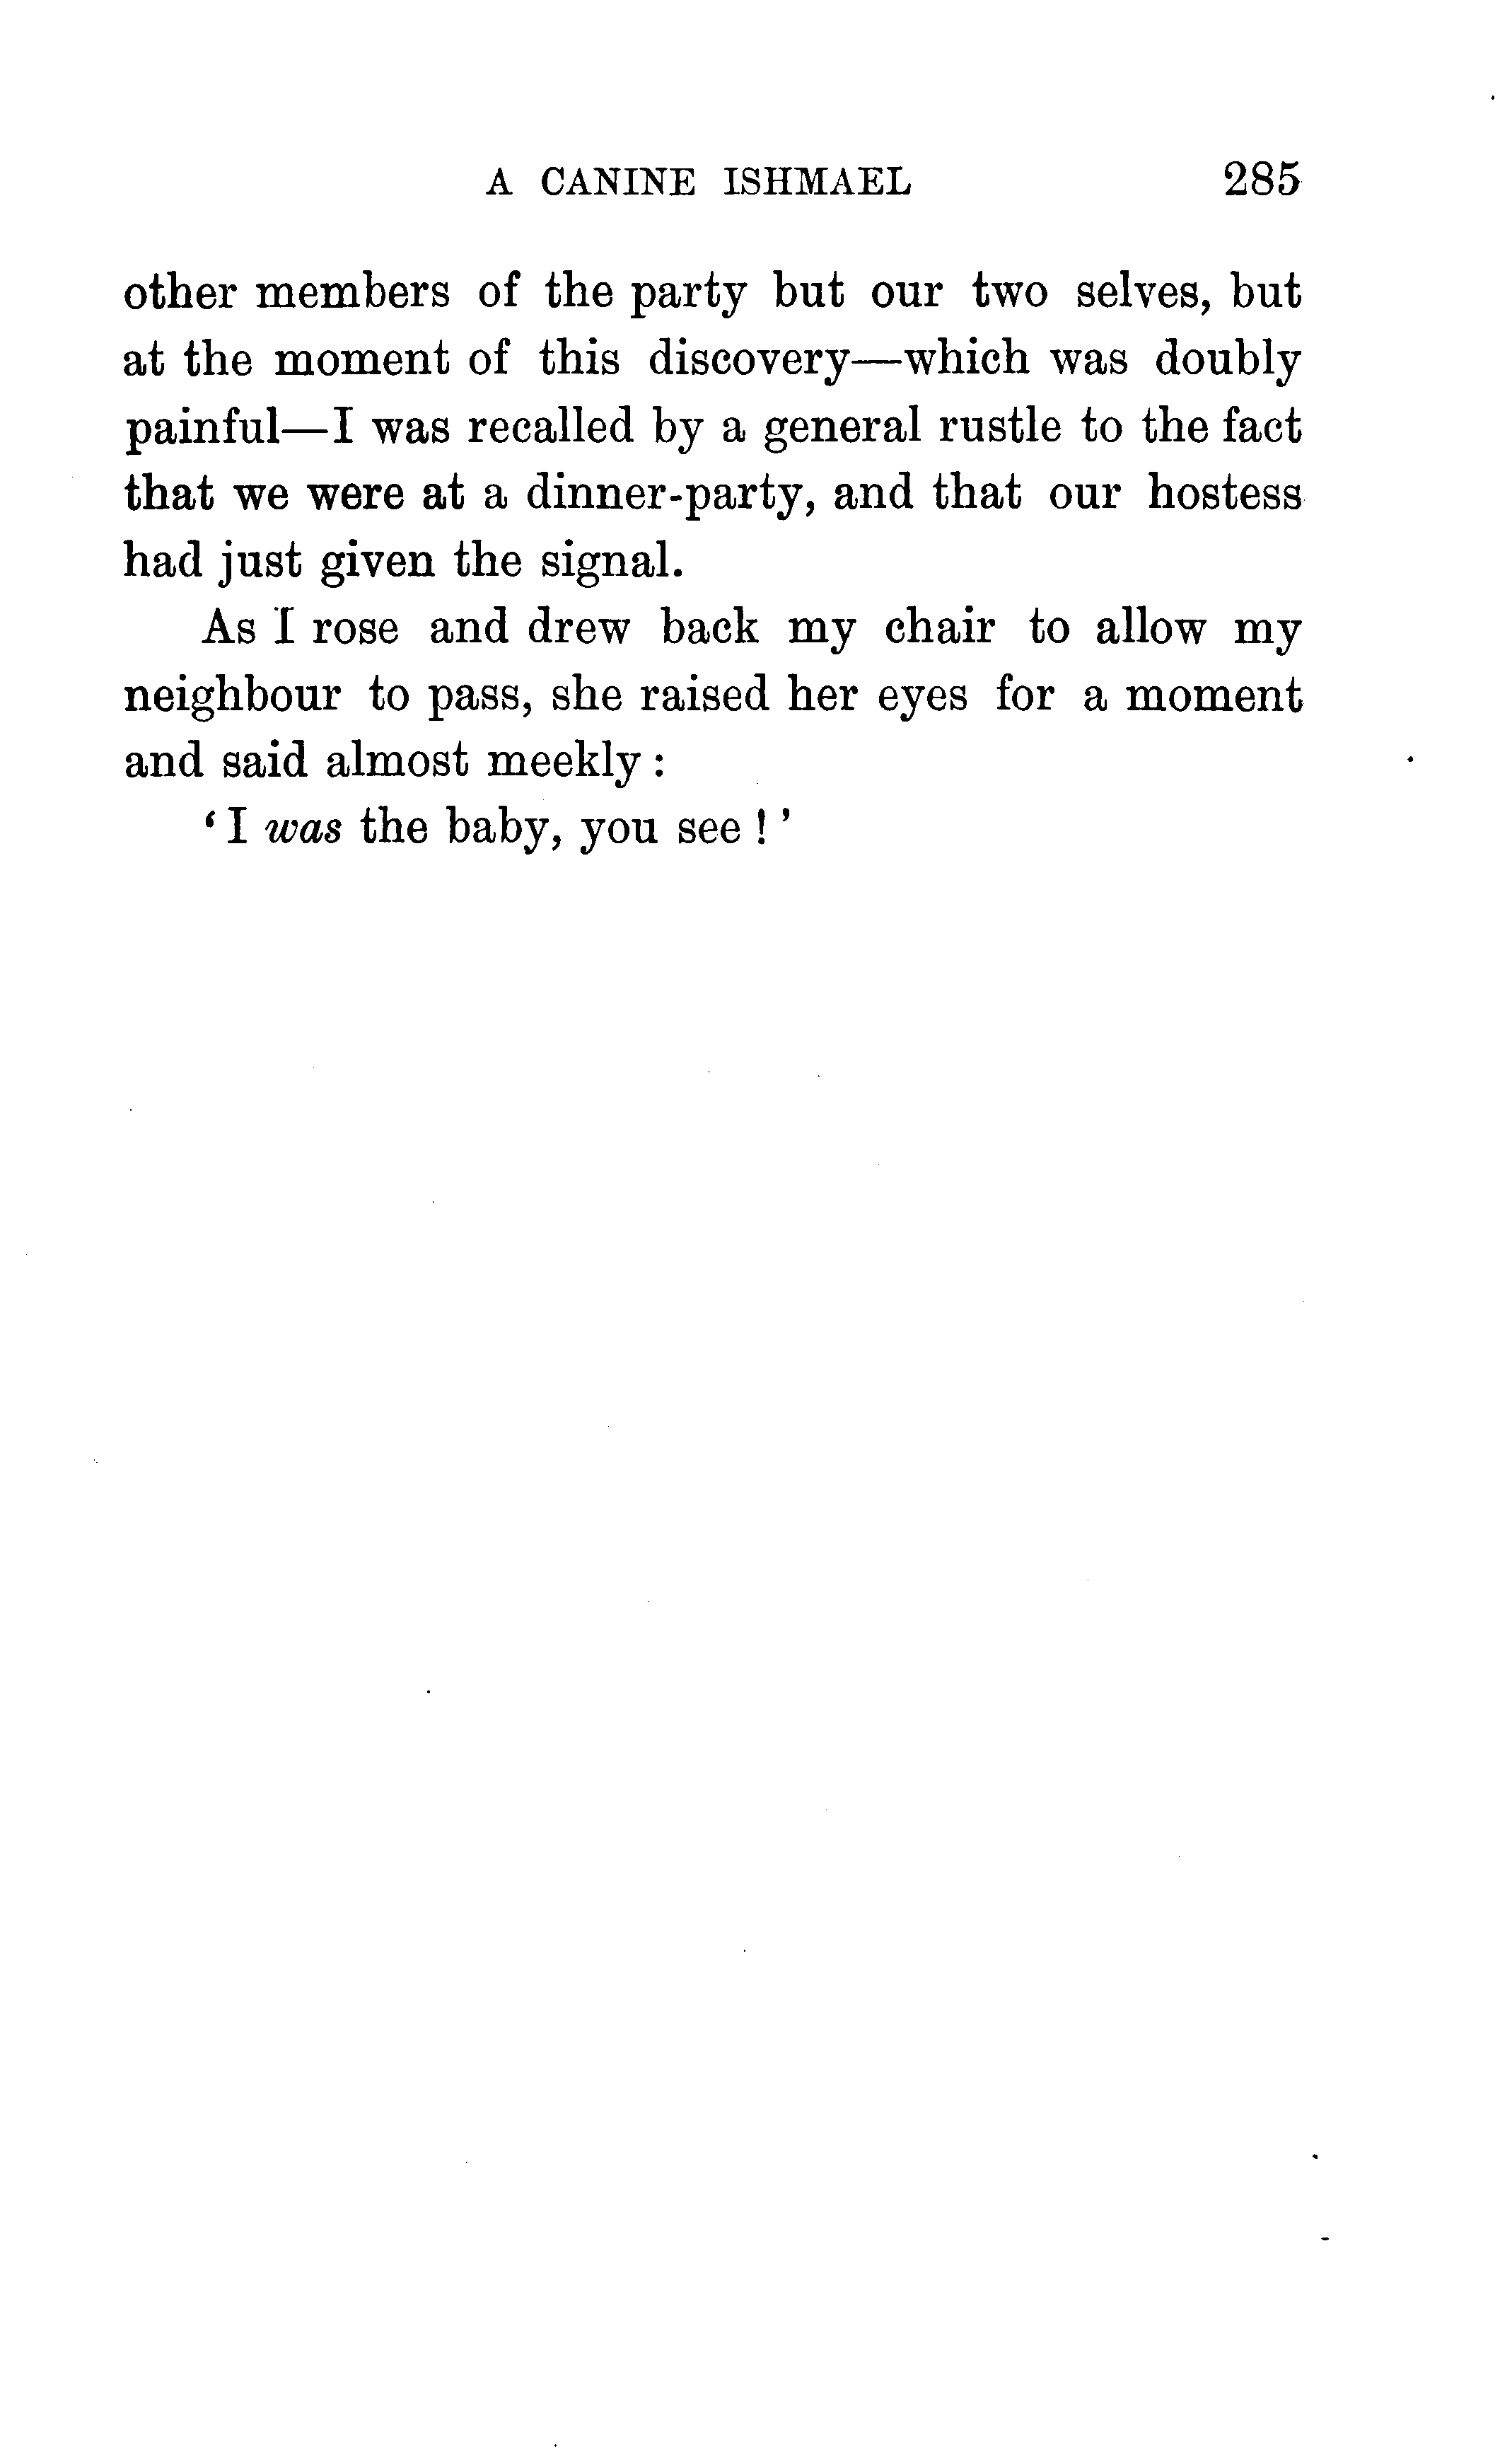 A CANINE ISHMAEL 285
other members of the party but our two selves, but
at the moment of this discovery—which was doubly
painful—I was recalled by a general rustle to the fact
that we were at a dinner-party, and that our hostess
had just given the signal.
As I rose and drew back my chair to allow my
neighbour to pass, she raised her eyes for a moment
and said almost meekly :
‘ I was the baby, you see ! ’